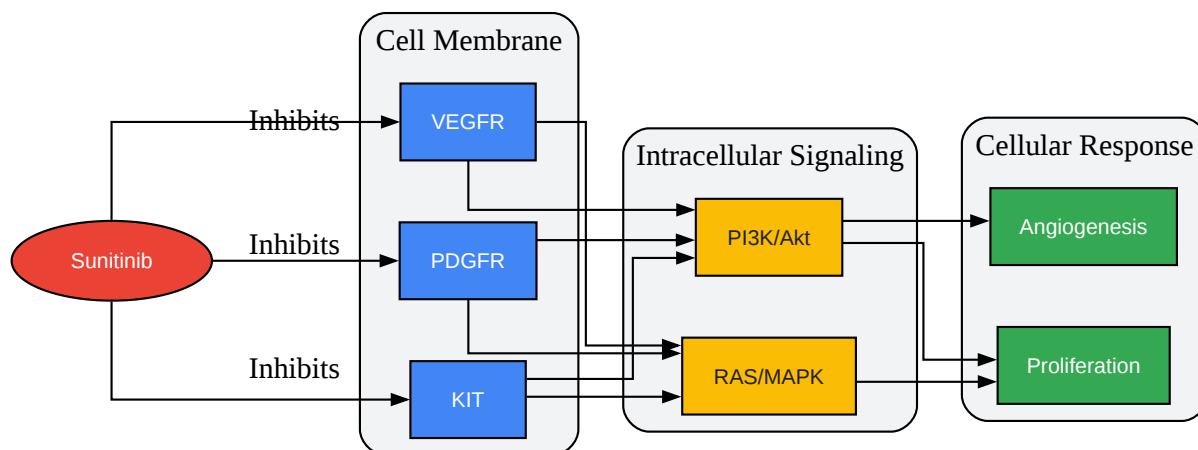 Cell Membrane
Inhibits
VEGFR
Intracellular Signaling
Cellular Response
PI3K/Akt
Angiogenesis
Sunitinib
Inhibits
PDGFR
Inhibits
KIT
RAS/MAPK
Proliferation